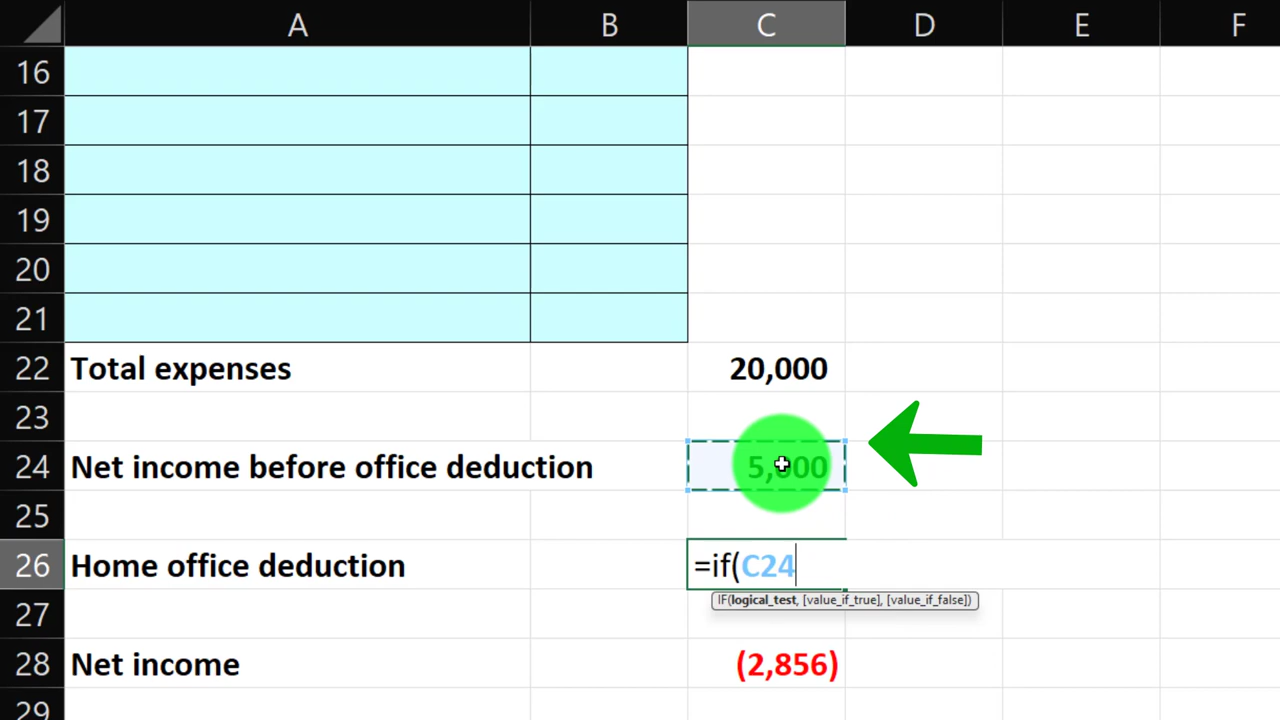 A B C D E F
16
17
18
19
20
21
22 Total expenses 20,000
23
24 Net income before office deduction 5,000
25
26 Home office deduction =if(C24
IF(logical_test, [value_if_true], [value_if_false])
27
28 Net income (2,856)
29